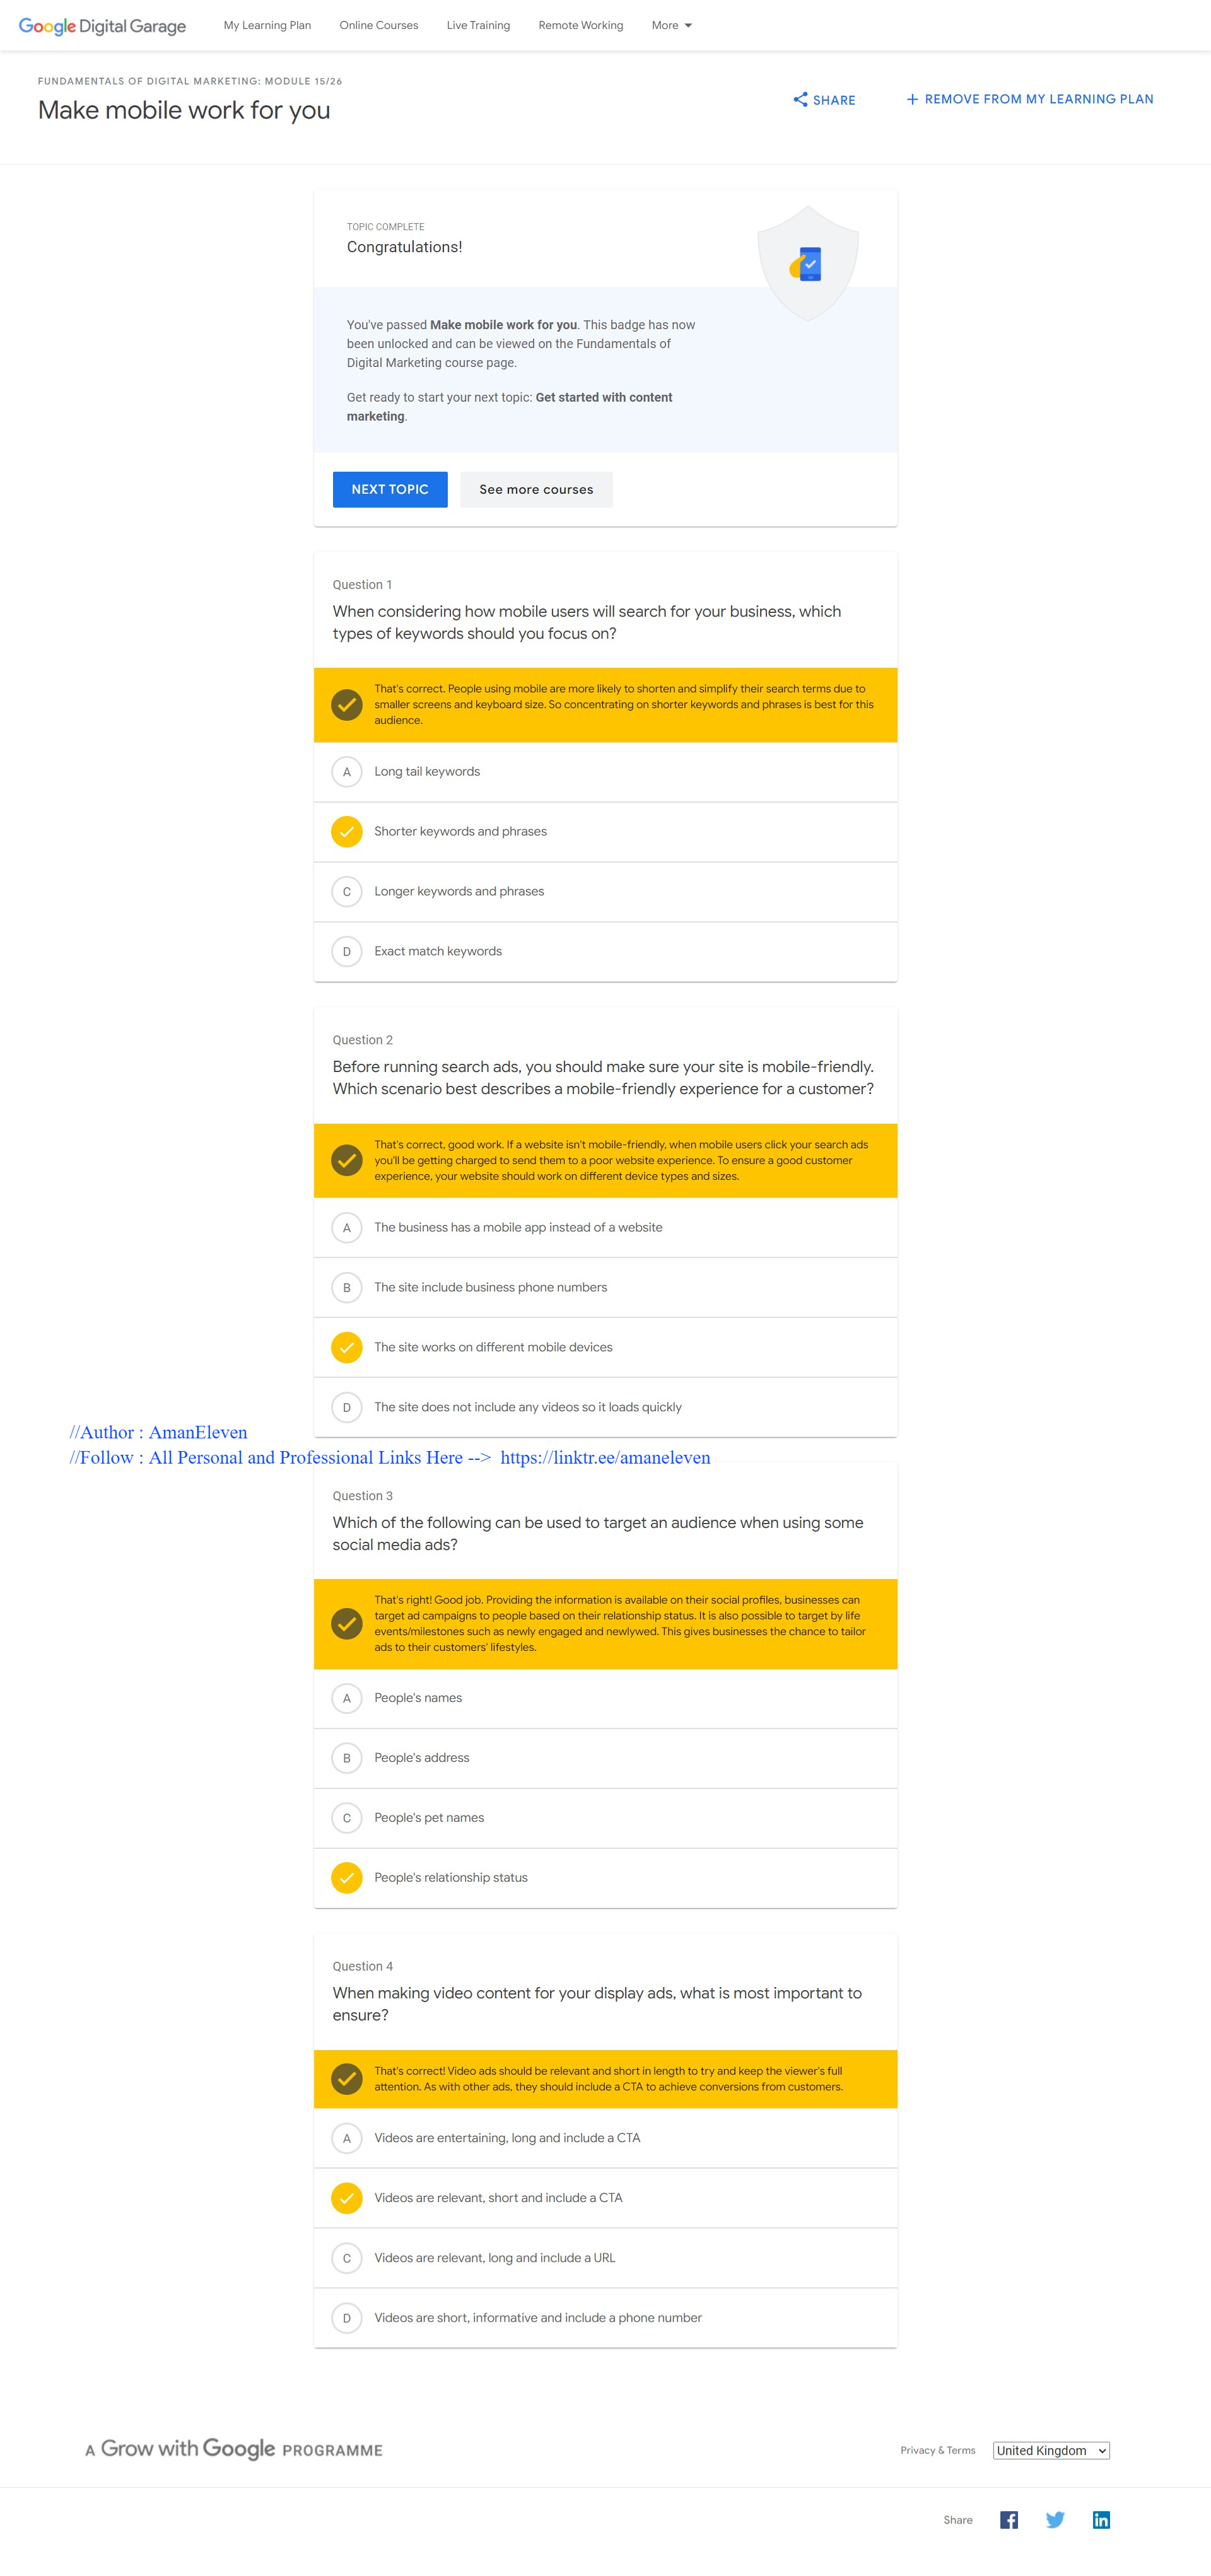 Google Digital Garage My Learning Plan Online Courses Live Training Remote Working More
FUNDAMENTALS OF DIGITAL MARKETING: MODULE 15/26
Make mobile work for you
SHARE
REMOVE FROM MY LEARNING PLAN
TOPIC COMPLETE
Congratulations!
You've passed Make mobile work for you. This badge has now
been unlocked and can be viewed on the Fundamentals of
Digital Marketing course page.
Get ready to start your next topic: Get started with content
marketing.
NEXT TOPIC See more courses
Question 1
When considering how mobile users will search for your business, which
types of keywords should you focus on?
That's correct. People using mobile are more likely to shorten and simplify their search terms due to
smaller screens and keyboard size. So concentrating on shorter keywords and phrases is best for this
audience.
A Long tail keywords
Shorter keywords and phrases
C Longer keywords and phrases
D Exact match keywords
Question 2
Before running search ads, you should make sure your site is mobile-friendly.
Which scenario best describes a mobile-friendly experience for a customer?
That's correct, good work. If a website isn't mobile-friendly, when mobile users click your search ads
you'll be getting charged to send them to a poor website experience. To ensure a good customer
experience, your website should work on different device types and sizes.
A The business has a mobile app instead of a website
B The site include business phone numbers
The site works on different mobile devices
D The site does not include any videos so it loads quickly
//Author : AmanEleven
//Follow : All Personal and Professional Links Here --> https://linktr.ee/amaneleven
Question 3
Which of the following can be used to target an audience when using some
social media ads?
That's right! Good job. Providing the information is available on their social profiles, businesses can
target ad campaigns to people based on their relationship status. It is also possible to target by life
events/milestones such as newly engaged and newlywed. This gives businesses the chance to tailor
ads to their customers' lifestyles.
A People's names
B People's address
C People's pet names
People's relationship status
Question 4
When making video content for your display ads, what is most important to
ensure?
That's correct! Video ads should be relevant and short in length to try and keep the viewer's full
attention. As with other ads, they should include a CTA to achieve conversions from customers.
A Videos are entertaining, long and include a CTA
Videos are relevant, short and include a CTA
C Videos are relevant, long and include a URL
D Videos are short, informative and include a phone number
A Grow with Google PROGRAMME
Privacy & Terms United Kingdom
Share